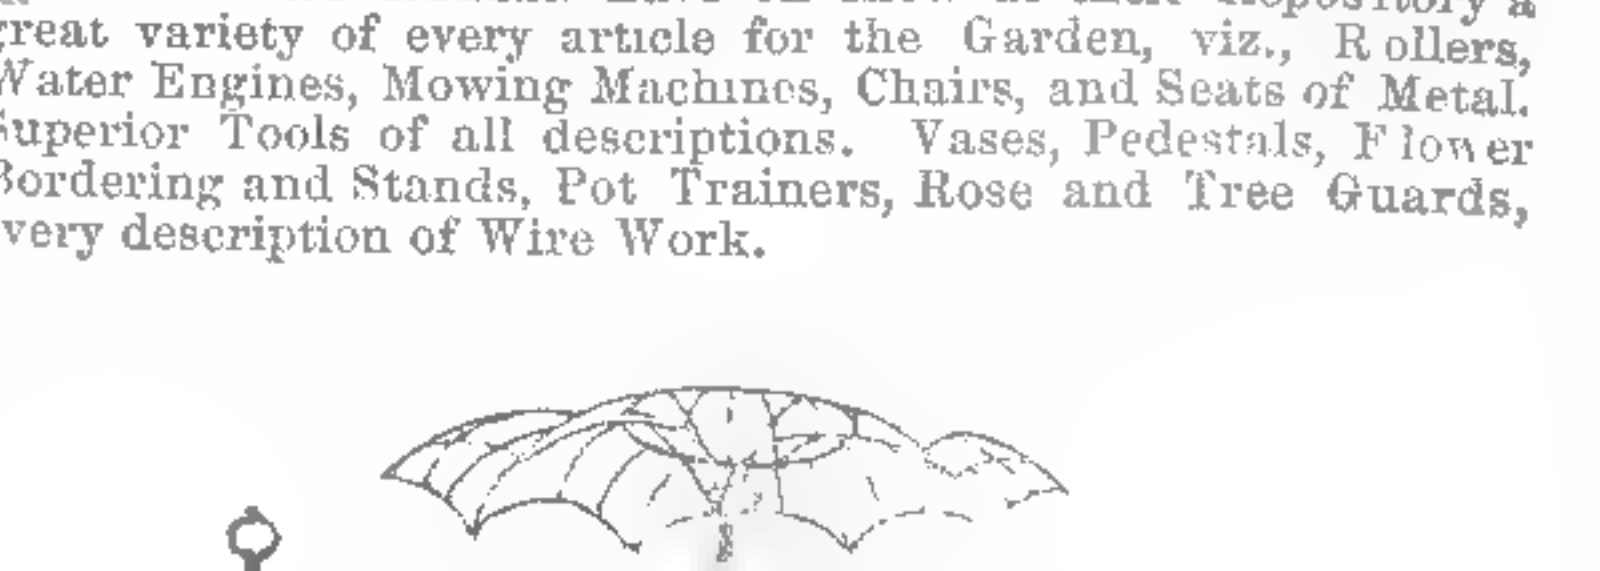 Repository a
great variety of every article for the Garden, viz., Rollers,
Water Engines, Mowing Machines, Chairs, and Seats of Metal.
Superior Tools of all descriptions. Vases, Pedestals, Flower
Bordering and Stands, Pot Trainers, Rose and Tree Guards,
very description of Wire Work.